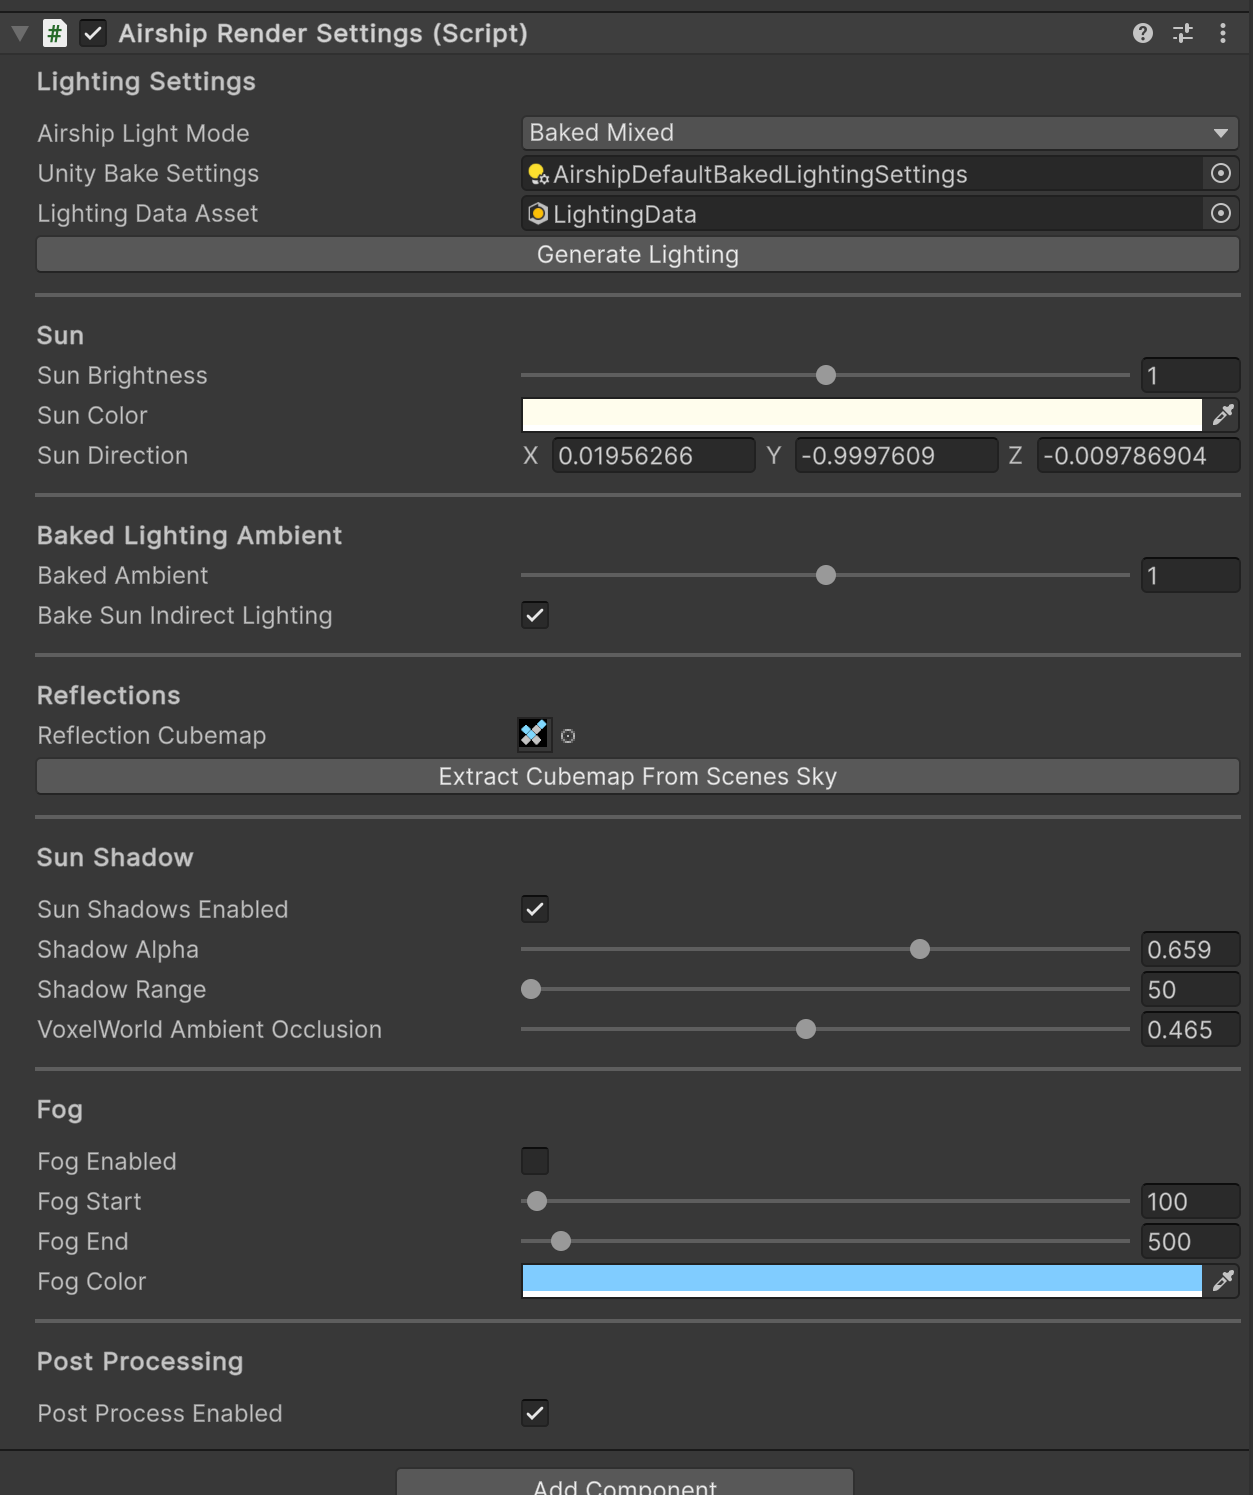 # Airship Render Settings (Script)
Lighting Settings
Airship Light Mode Baked Mixed
Unity Bake Settings AirshipDefaultBakedLightingSettings
Lighting Data Asset LightingData
Generate Lighting
Sun
Sun Brightness 1
Sun Color
Sun Direction X 0.01956266 Y -0.9997609 Z -0.009786904
Baked Lighting Ambient
Baked Ambient 1
Bake Sun Indirect Lighting
Reflections
Reflection Cubemap
Extract Cubemap From Scenes Sky
Sun Shadow
Sun Shadows Enabled
Shadow Alpha 0.659
Shadow Range 50
VoxelWorld Ambient Occlusion 0.465
Fog
Fog Enabled
Fog Start 100
Fog End 500
Fog Color
Post Processing
Post Process Enabled
Add Component